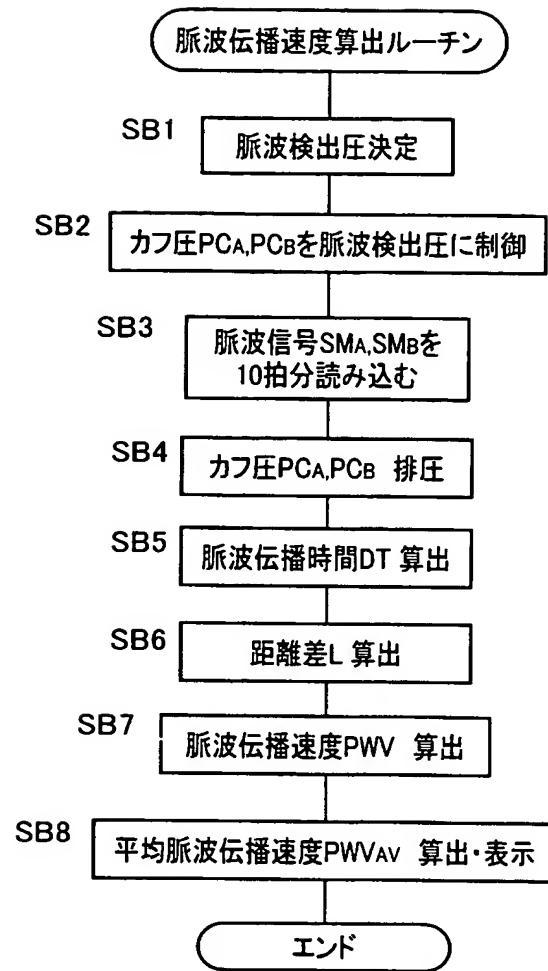 脈波伝播速度算出ルーチン
SB1
脈波検出圧決定
SB2
カフ圧PCA,PCBを脈波検出圧に制御
SB3
脈波信号SMA,SMBを
10拍分読み込む
SB4
カフ圧PCA,PCB 排圧
SB5
脈波伝播時間DT 算出
SB6
距離差L 算出
SB7
脈波伝播速度PWV 算出
SB8
平均脈波伝播速度PWVAV 算出・表示
エンド